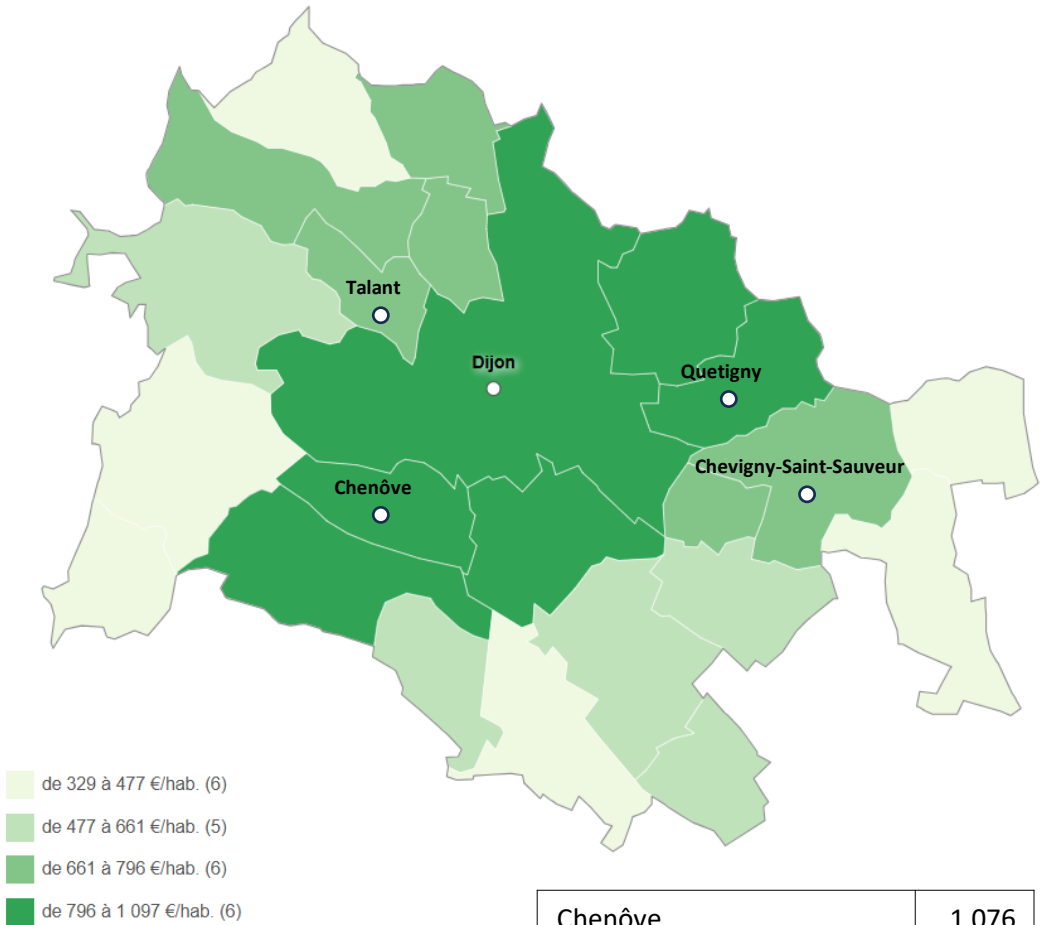 Talant
Dijon
Quetigny
Chevigny-Saint-Sauveur
Chenôve
de 329 à 477 €/hab. (6)
de 477 à 661 €/hab. (5)
de 661 à 796 €/hab. (6)
de 796 à 1 097 €/hab. (6)
Chenôve 1 076